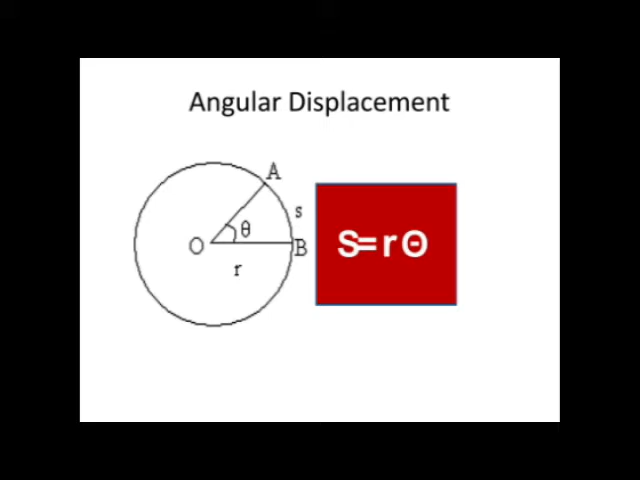 Angular Displacement
A
s
θ
O
B
r
S=rΘ